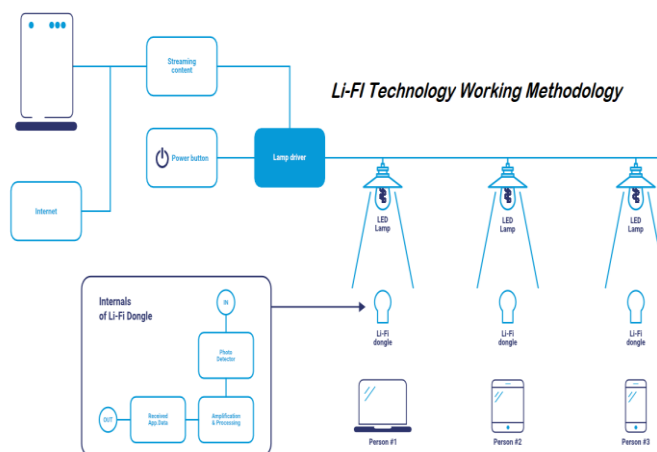 Streaming
content
Li-FI Technology Working Methodology
Power button
Lamp driver
Internet
LED
Lamp
LED
Lamp
LED
Lamp
Internals
of Li-Fi Dongle
IN
Photo
Detector
OUT
Received
App.Data
Amplification
& Processing
Li-Fi
dongle
Li-Fi
dongle
Li-Fi
dongle
Person #1
Person #2
Person #3